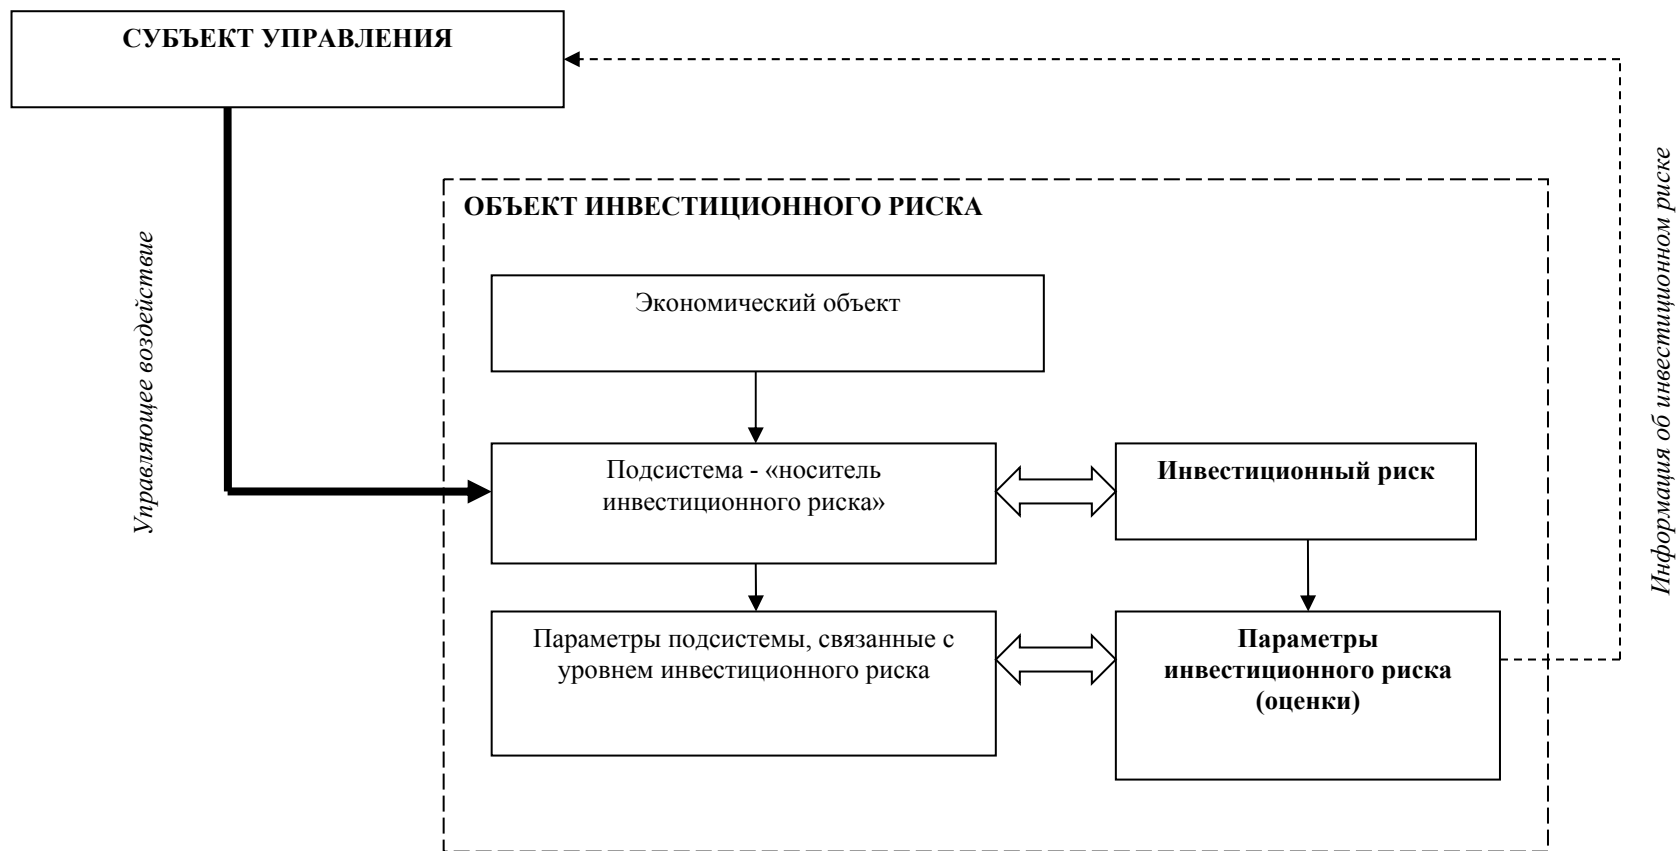 СУБЪЕКТ УПРАВЛЕНИЯ
Управляющее воздействие
Информация об инвестиционном риске
ОБЪЕКТ ИНВЕСТИЦИОННОГО РИСКА
Экономический объект
Подсистема - «носитель
инвестиционного риска»
Инвестиционный риск
Параметры подсистемы, связанные с
уровнем инвестиционного риска
Параметры
инвестиционного риска
(оценки)